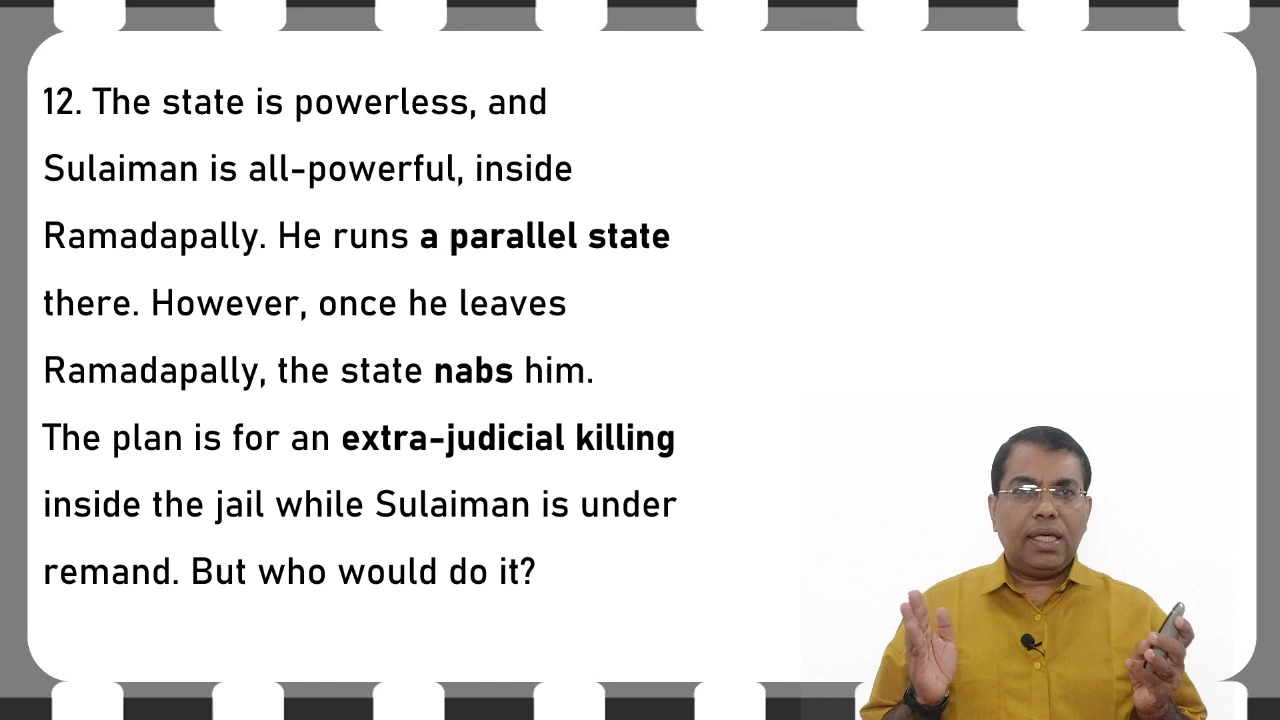 12. The state is powerless, and
Sulaiman is all-powerful, inside
Ramadapally. He runs a parallel state
there. However, once he leaves
Ramadapally, the state nabs him.
The plan is for an extra-judicial killing
inside the jail while Sulaiman is under
remand. But who would do it?